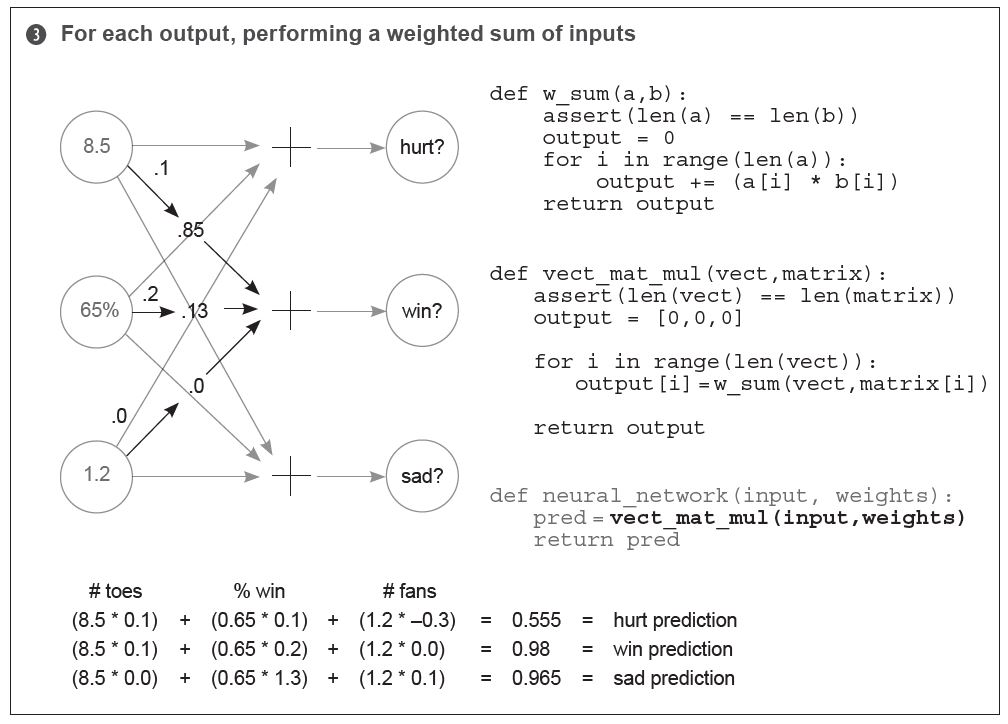 3 For each output, performing a weighted sum of inputs
8.5
.1
.85
hurt?
65%
.2
.13
win?
.0
.0
1.2
sad?
def w_sum(a,b):
assert(len(a) == len(b))
output = 0
for i in range(len(a)):
output += (a[i] * b[i])
return output
def vect_mat_mul(vect,matrix):
assert(len(vect) == len(matrix))
output = [0,0,0]
for i in range(len(vect)):
output[i]=w_sum(vect,matrix[i])
return output
def neural_network(input, weights):
pred=vect_mat_mul(input,weights)
return pred
# toes % win # fans
(8.5 * 0.1) + (0.65 * 0.1) + (1.2 * –0.3) = 0.555 = hurt prediction
(8.5 * 0.1) + (0.65 * 0.2) + (1.2 * 0.0) = 0.98 = win prediction
(8.5 * 0.0) + (0.65 * 1.3) + (1.2 * 0.1) = 0.965 = sad prediction